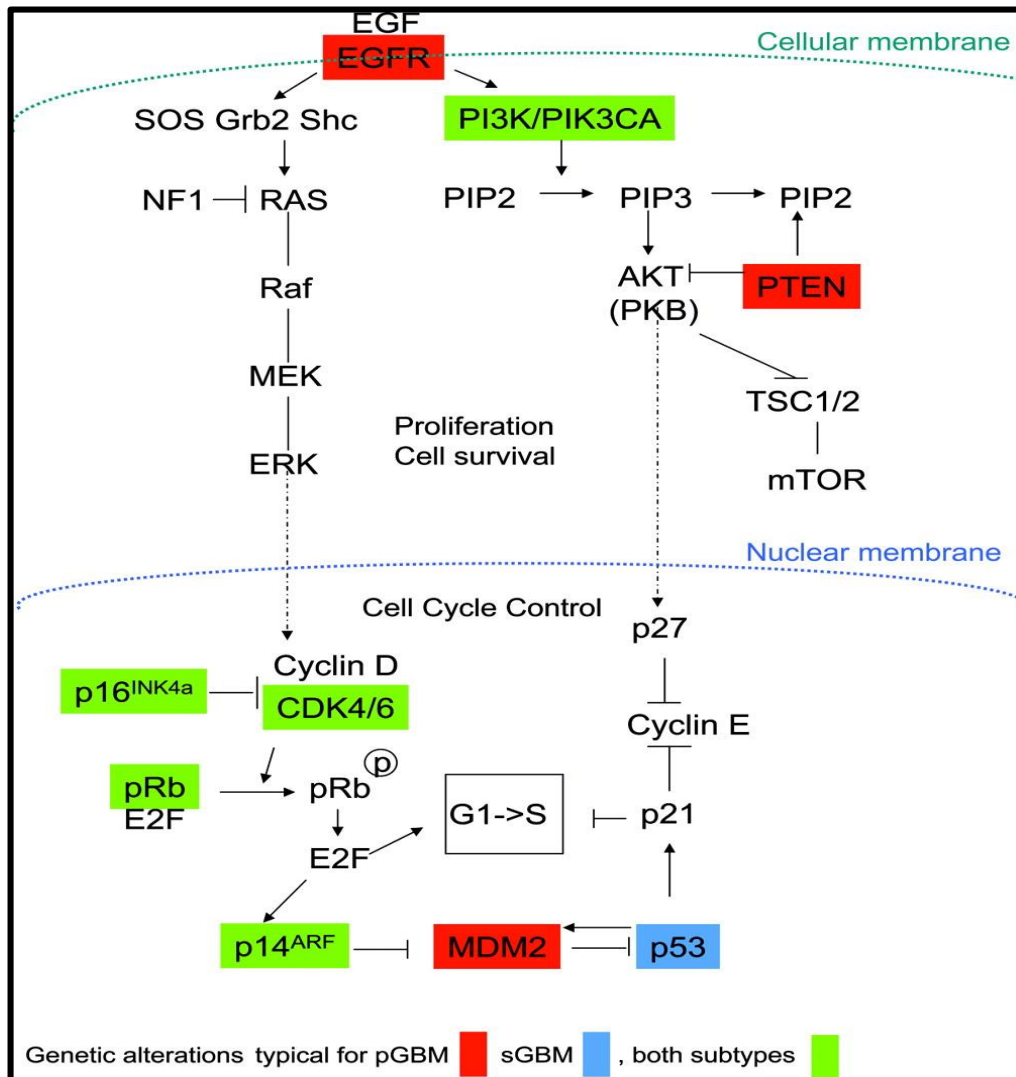 EGF
EGFR
Cellular membrane
SOS Grb2 Shc
PI3K/PIK3CA
NF1
RAS
PIP2
PIP3
PIP2
Raf
AKT
(PKB)
PTEN
MEK
TSC1/2
Proliferation
Cell survival
ERK
mTOR
Nuclear membrane
Cell Cycle Control
p27
Cyclin D
p16INK4a
CDK4/6
Cyclin E
pRb
E2F
pRb p
G1->S
p21
E2F
p14ARF
MDM2
p53
Genetic alterations typical for pGBM sGBM , both subtypes